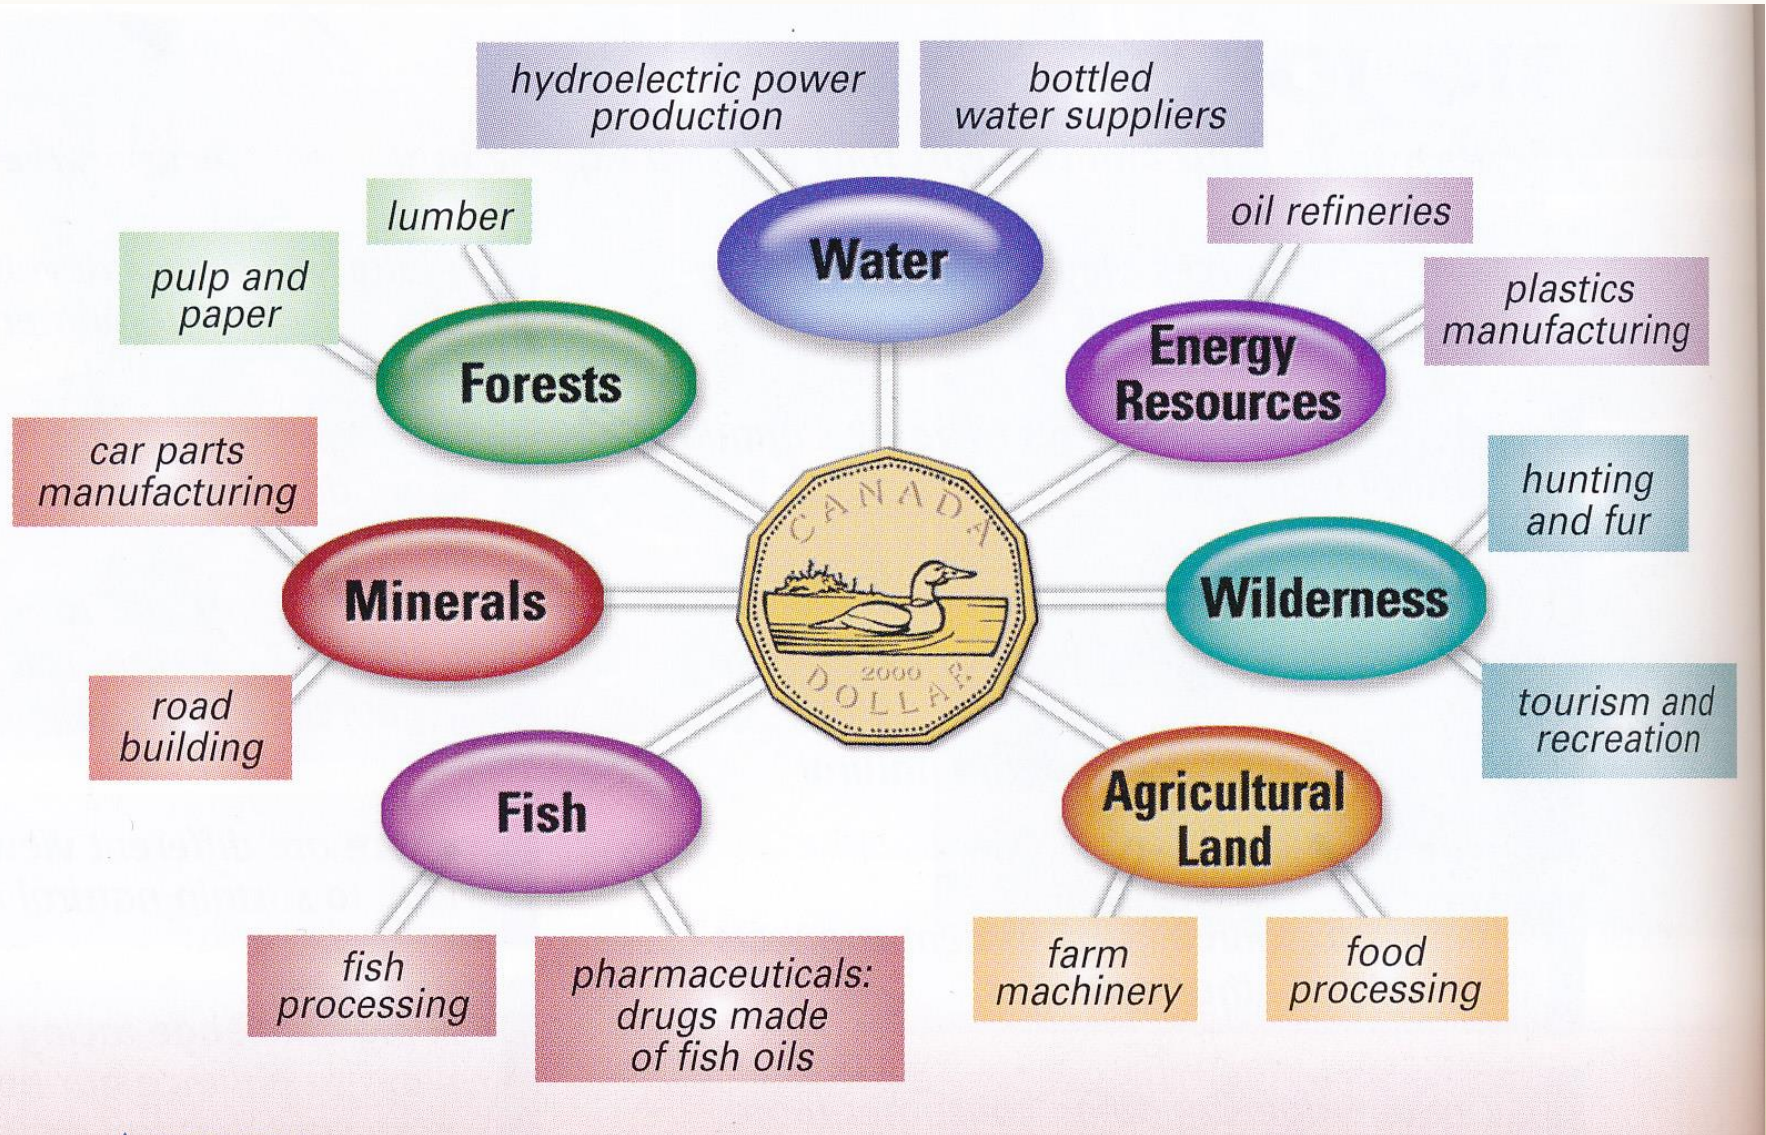 hydroelectric power
production
bottled
water suppliers
lumber
oil refineries
pulp and
paper
Water
plastics
manufacturing
Forests
Energy
Resources
car parts
manufacturing
hunting
and fur
CANADA
Minerals
Wilderness
2000
DOLLAR
road
building
tourism and
recreation
Fish
Agricultural
Land
fish
processing
pharmaceuticals:
drugs made
of fish oils
farm
machinery
food
processing